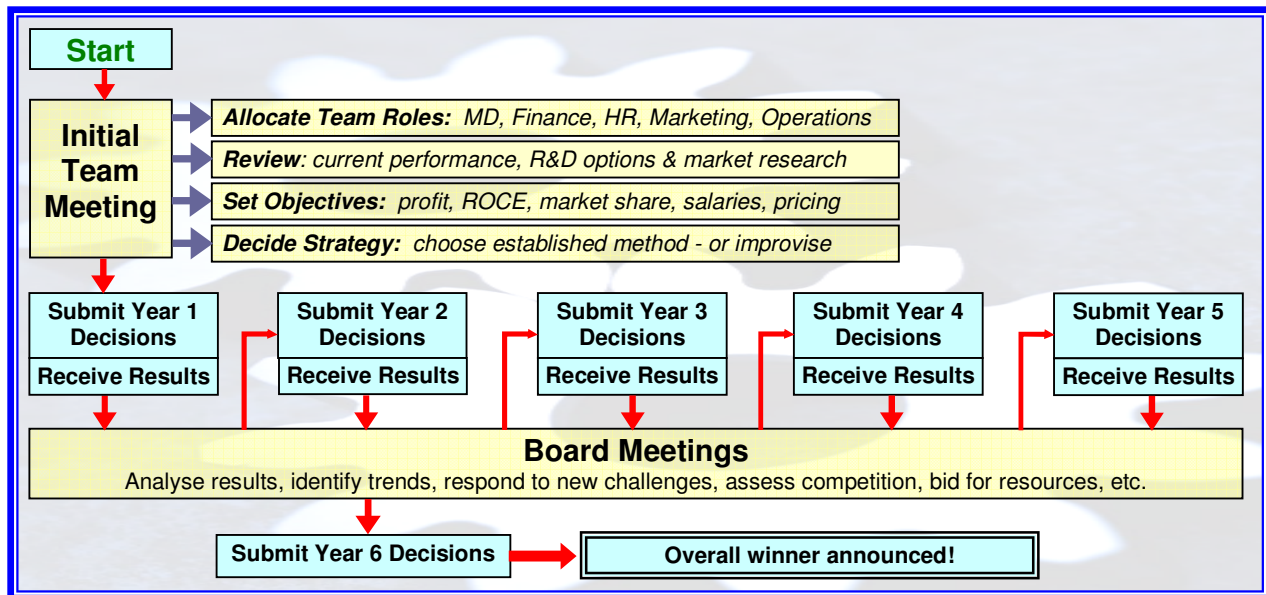 Start
Initial
Team
Meeting
Allocate Team Roles: MD, Finance, HR, Marketing, Operations
Review: current performance, R&D options & market research
Set Objectives: profit, ROCE, market share, salaries, pricing
Decide Strategy: choose established method - or improvise
Submit Year 1
Decisions
Receive Results
Submit Year 2
Decisions
Receive Results
Submit Year 3
Decisions
Receive Results
Submit Year 4
Decisions
Receive Results
Submit Year 5
Decisions
Receive Results
Board Meetings
Analyse results, identify trends, respond to new challenges, assess competition, bid for resources, etc.
Submit Year 6 Decisions
Overall winner announced!